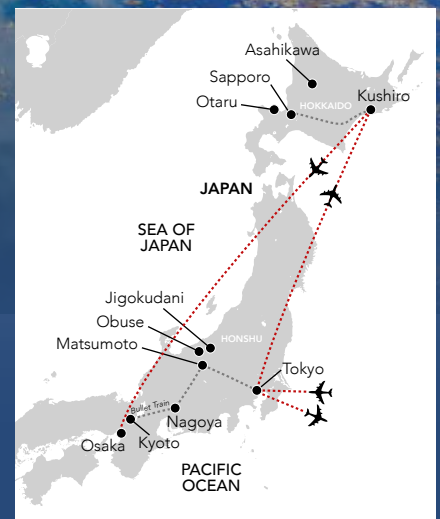 Asahikawa
Sapporo
HOKKAIDO
Kushiro
Otaru
JAPAN
SEA OF
JAPAN
Jigokudani
Obuse
HONSHU
Matsumoto
Tokyo
Bullet Train
Nagoya
Osaka
Kyoto
PACIFIC
OCEAN